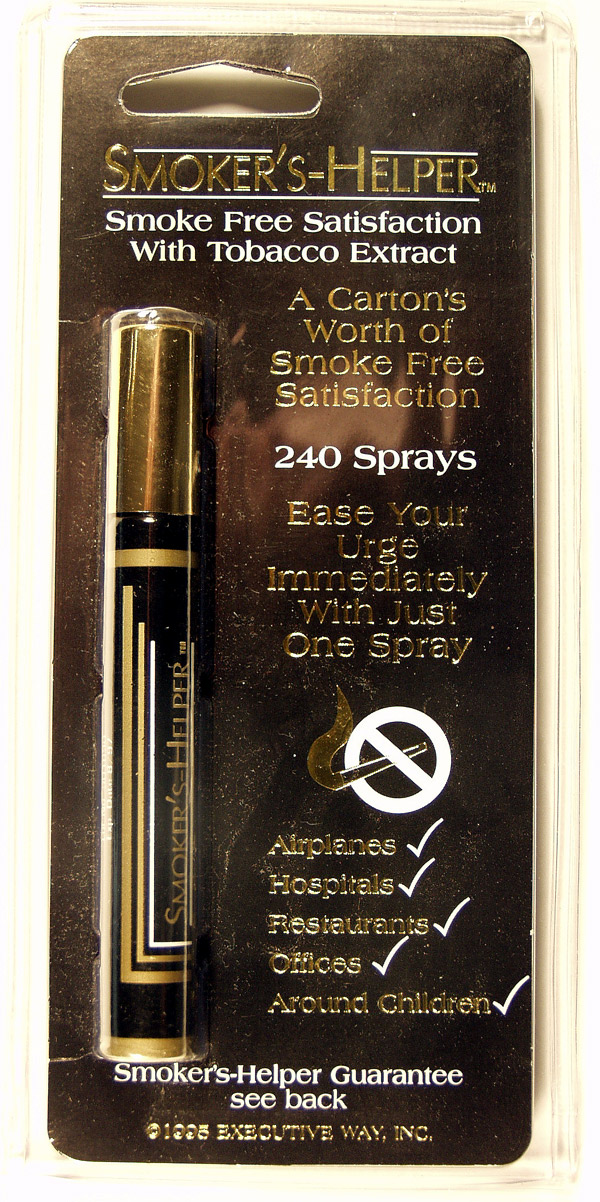 SMOKER'S-HELPER™
Smoke Free Satisfaction
With Tobacco Extract
A Carton's
Worth of
Smoke Free
Satisfaction
240 Sprays
Ease Your
Urge
Immediately
With Just
One Spray
SMOKER'S-HELPER™
Airplanes ✓
Hospitals ✓
Restaurants ✓
Offices ✓
Around Children ✓
Smoker's-Helper Guarantee
see back
©1995 EXECUTIVE WAY, INC.